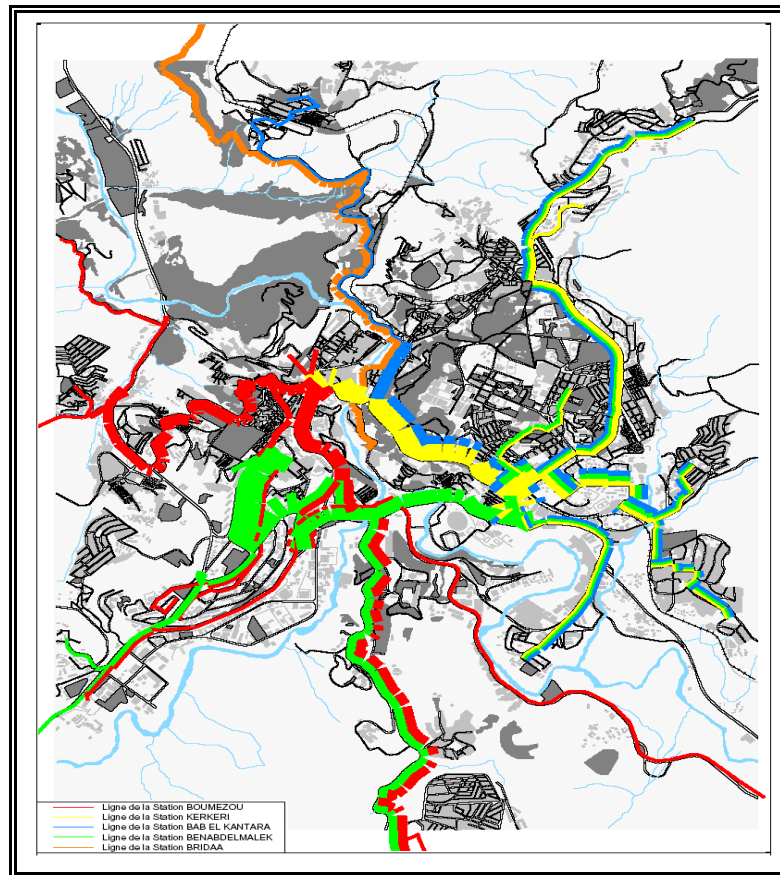 Ligne de la Station BOUMEZOU
Ligne de la Station KERKERI
Ligne de la Station BAB EL KANTARA
Ligne de la Station BENABDELMALEK
Ligne de la Station BRIDAA